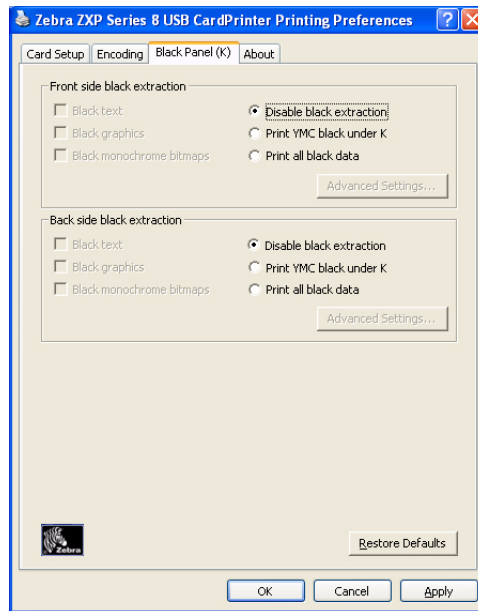 Zebra ZXP Series 8 USB CardPrinter Printing Preferences
Card Setup Encoding Black Panel (K) About
Front side black extraction
Black text Disable black extraction
Black graphics Print YMC black under K
Black monochrome bitmaps Print all black data
Advanced Settings...
Back side black extraction
Black text Disable black extraction
Black graphics Print YMC black under K
Black monochrome bitmaps Print all black data
Advanced Settings...
Zebra Restore Defaults
OK Cancel Apply